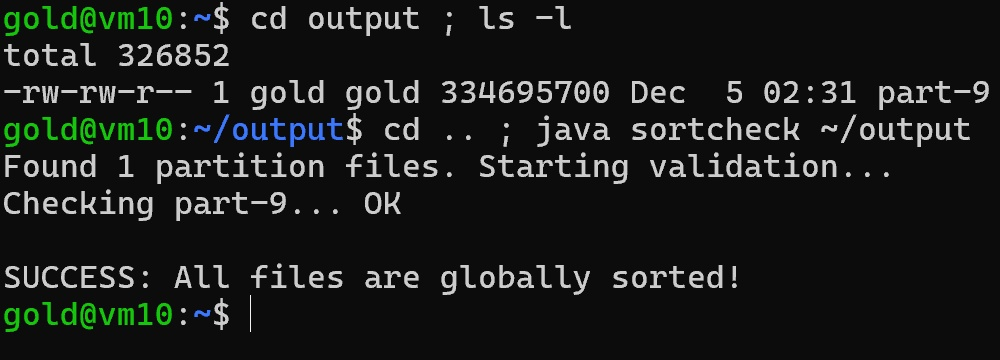 gold@vm10:~$ cd output ; ls -l
total 326852
-rw-rw-r-- 1 gold gold 334695700 Dec  5 02:31 part-9
gold@vm10:~/output$ cd .. ; java sortcheck ~/output
Found 1 partition files. Starting validation...
Checking part-9... OK
SUCCESS: All files are globally sorted!
gold@vm10:~$